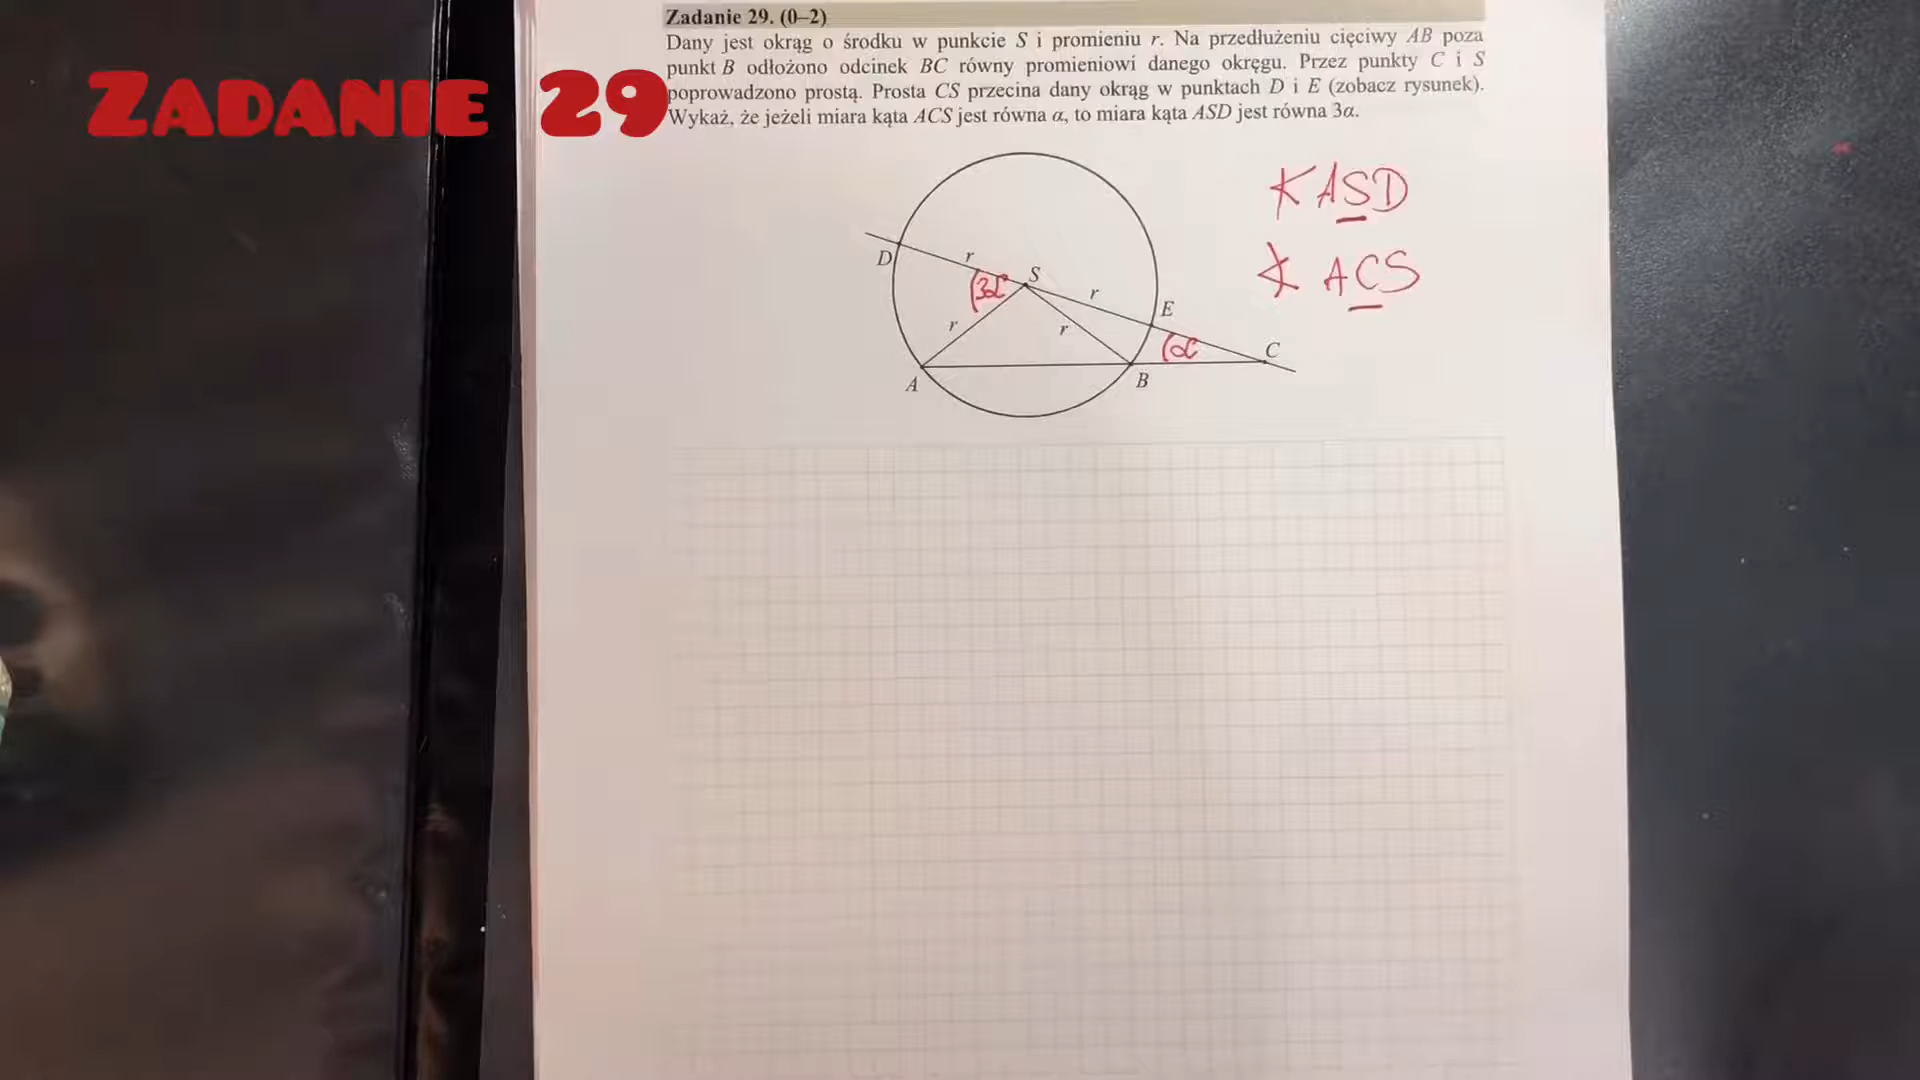 Zadanie 29. (0–2)
Dany jest okrąg o środku w punkcie S i promieniu r. Na przedłużeniu cięciwy AB poza
punkt B odłożono odcinek BC równy promieniowi danego okręgu. Przez punkty C i S
poprowadzono prostą. Prosta CS przecina dany okrąg w punktach D i E (zobacz rysunek).
Wykaż, że jeżeli miara kąta ACS jest równa α, to miara kąta ASD jest równa 3α.
ZADANIE 29
∢ ASD
∢ ACS
D
r
3α
S
r
E
r
r
α
C
A
B